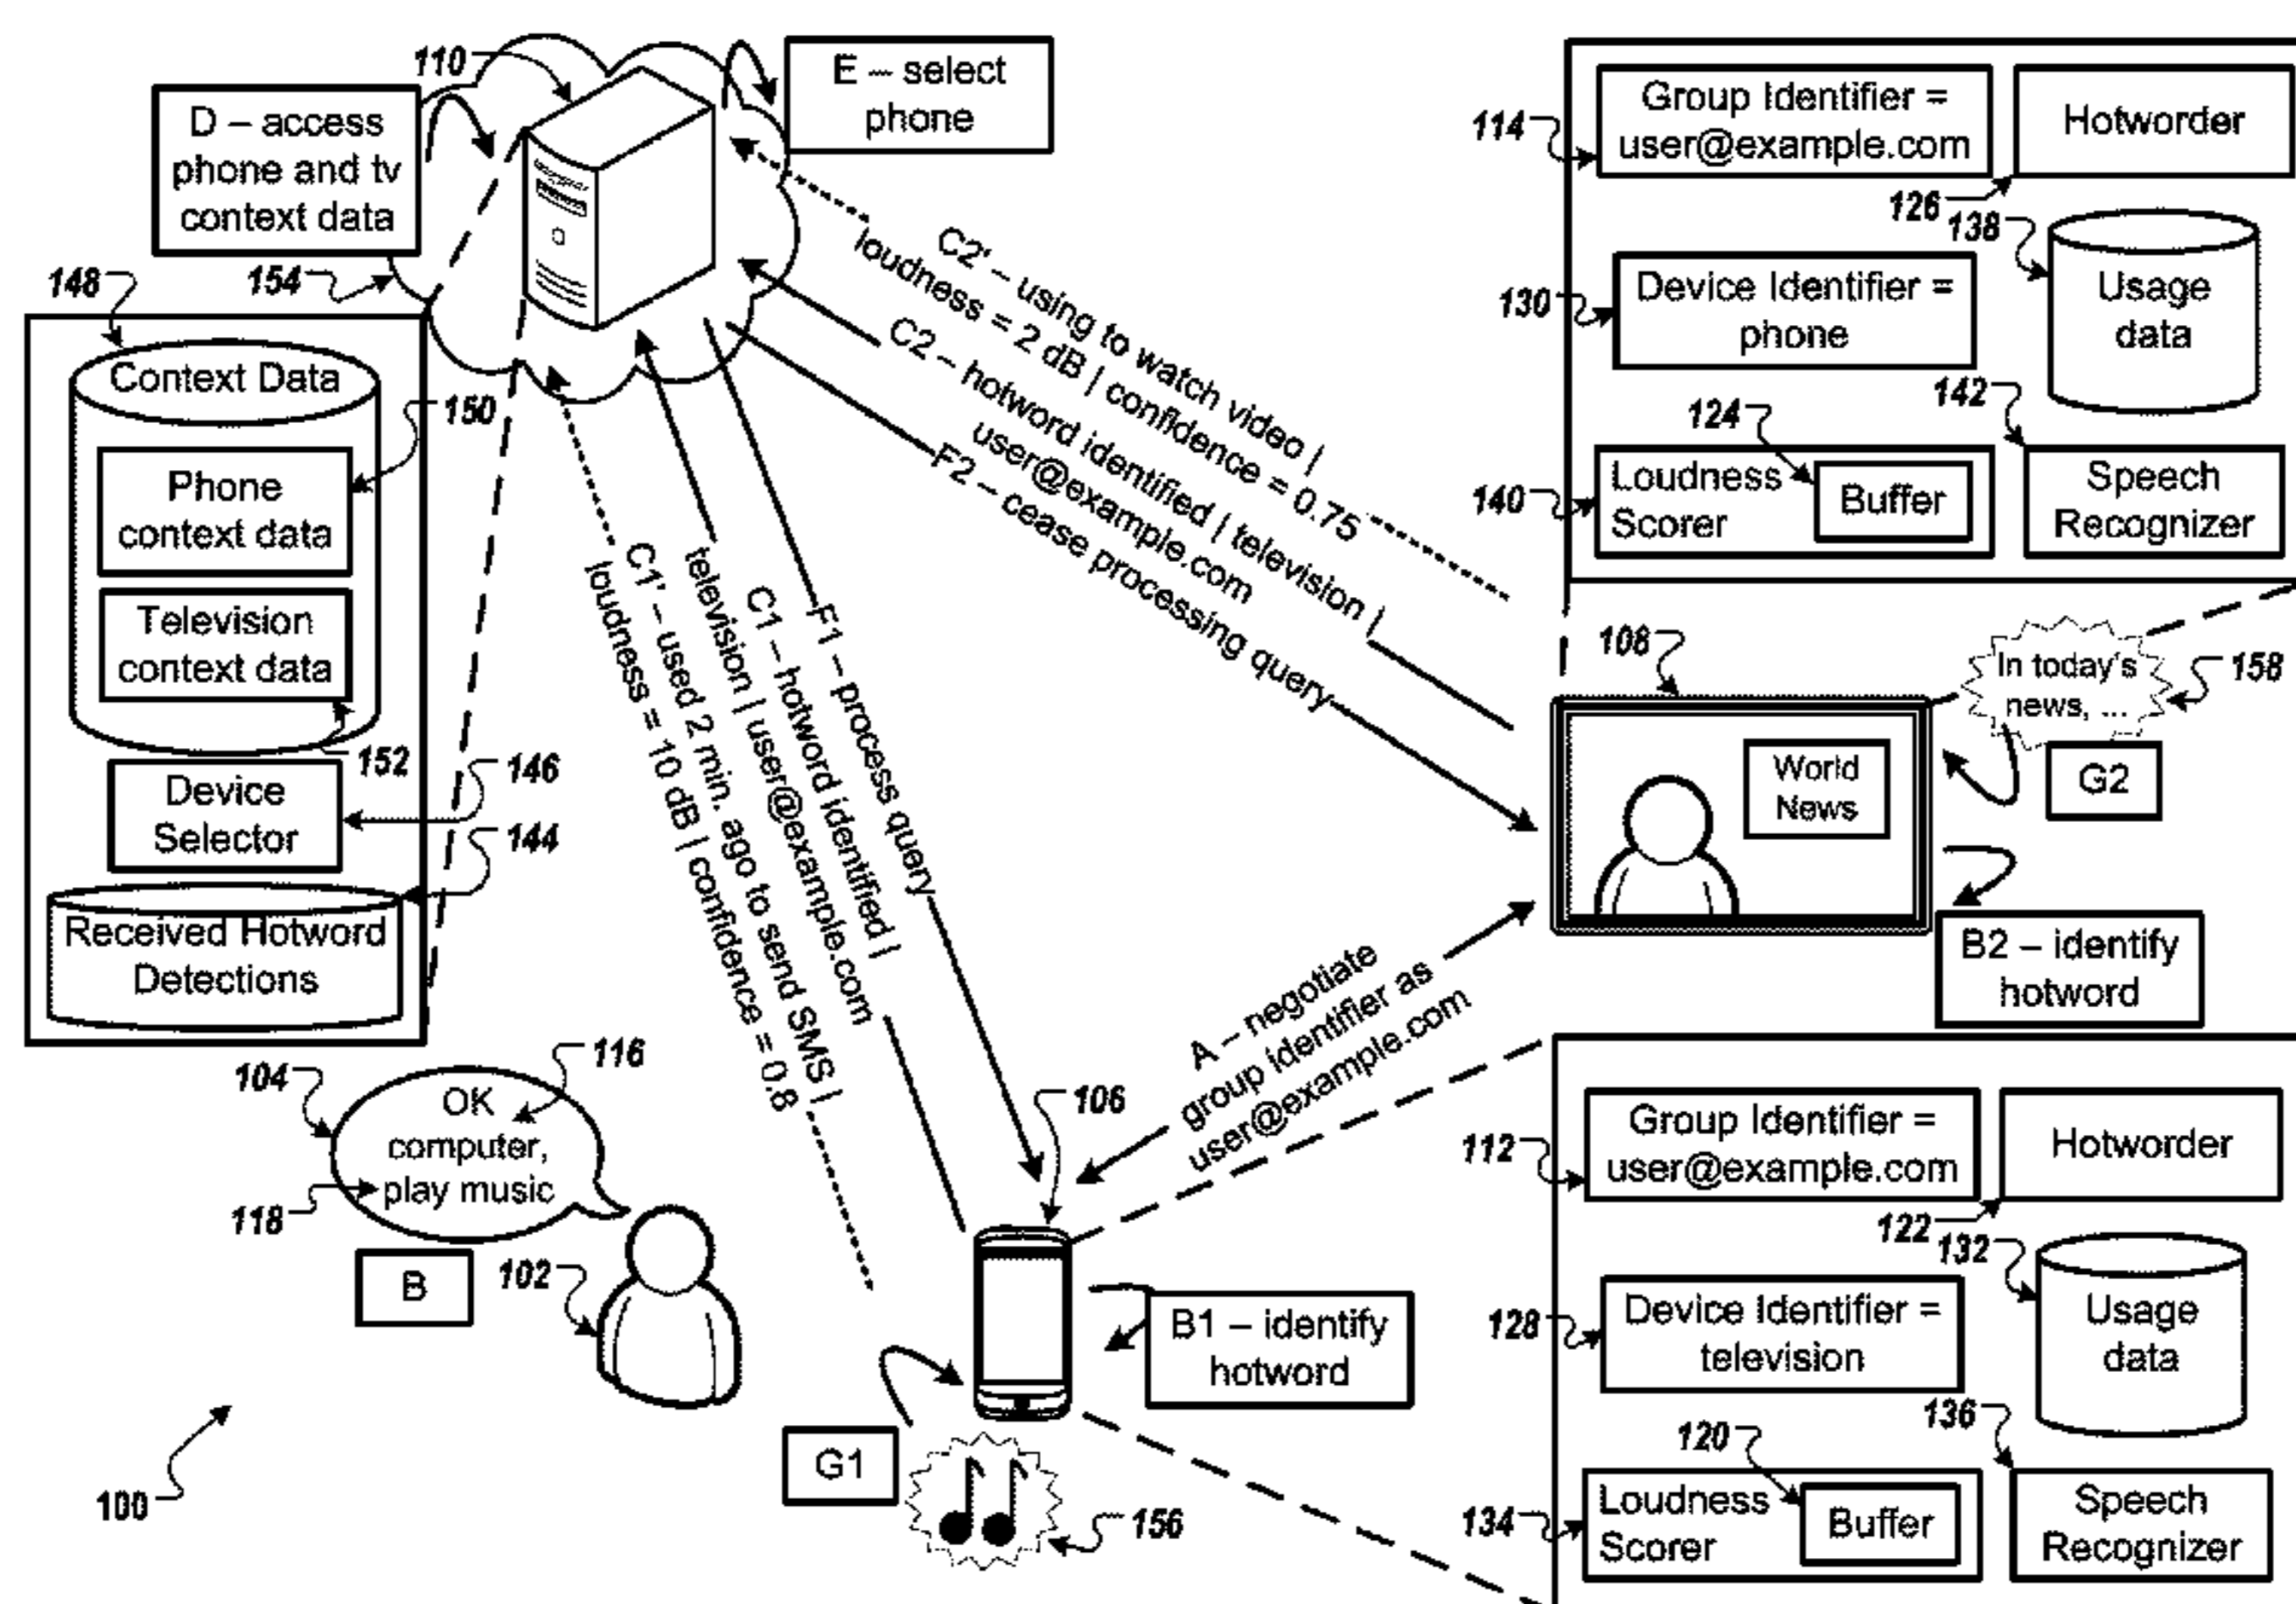 110
E – select
phone
D – access
phone and tv
context data
154
148
Context Data
150
Phone
context data
Television
context data
152
Device
Selector
146
144
Received Hotword
Detections
C2' – using to watch video |
loudness = 2 dB | confidence = 0.75
C2 – hotword identified | television |
user@example.com
F2 – cease processing query
F1 – process query
C1 – hotword identified |
television | user@example.com
C1' – used 2 min. ago to send SMS |
loudness = 10 dB | confidence = 0.8
114
Group Identifier =
user@example.com
Hotworder
126
138
130
Device Identifier =
phone
Usage
data
124
142
140
Loudness
Scorer
Buffer
Speech
Recognizer
108
In today's
news, ...
158
World
News
G2
B2 – identify
hotword
A – negotiate
group identifier as
user@example.com
104
116
OK
computer,
play music
118
B
102
106
B1 – identify
hotword
G1
156
100
112
Group Identifier =
user@example.com
Hotworder
122
132
128
Device Identifier =
television
Usage
data
120
136
134
Loudness
Scorer
Buffer
Speech
Recognizer